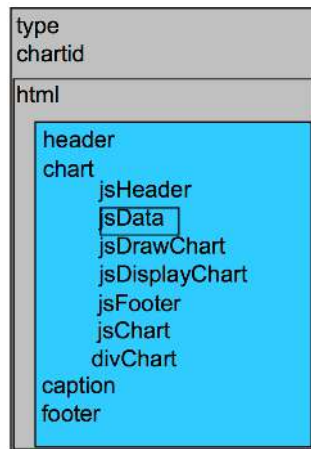 type
chartid
html
header
chart
jsHeader
jsData
jsDrawChart
jsDisplayChart
jsFooter
jsChart
divChart
caption
footer